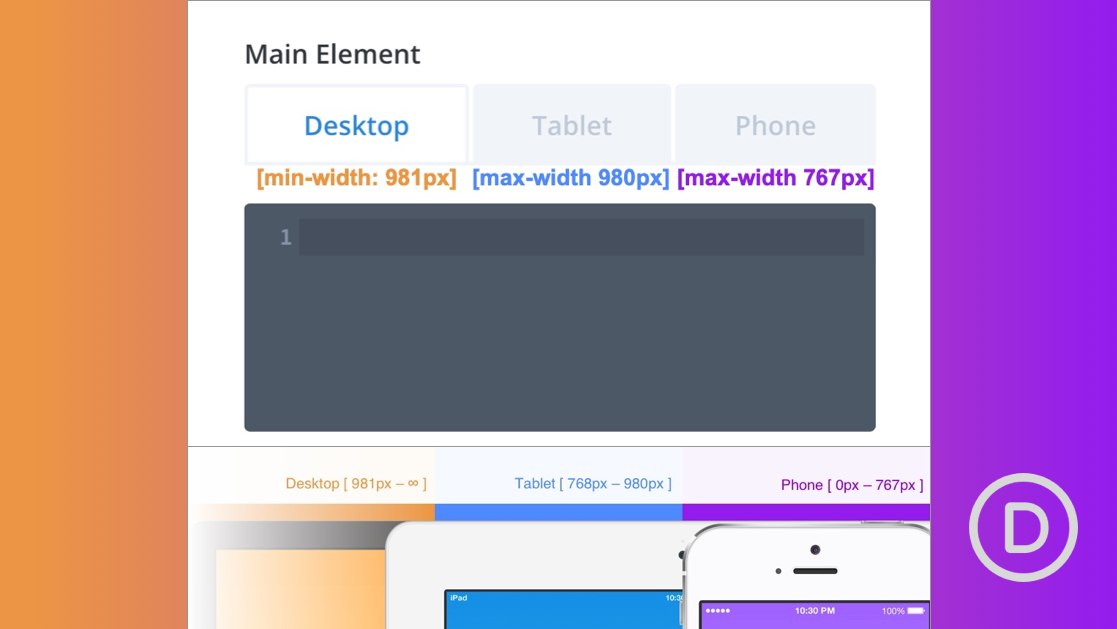 Main Element
Desktop Tablet Phone
[min-width: 981px] [max-width 980px] [max-width 767px]
1
Desktop [ 981px – ∞ ] Tablet [ 768px – 980px ] Phone [ 0px – 767px ]
D
iPad 10:3
10:30 PM 100%